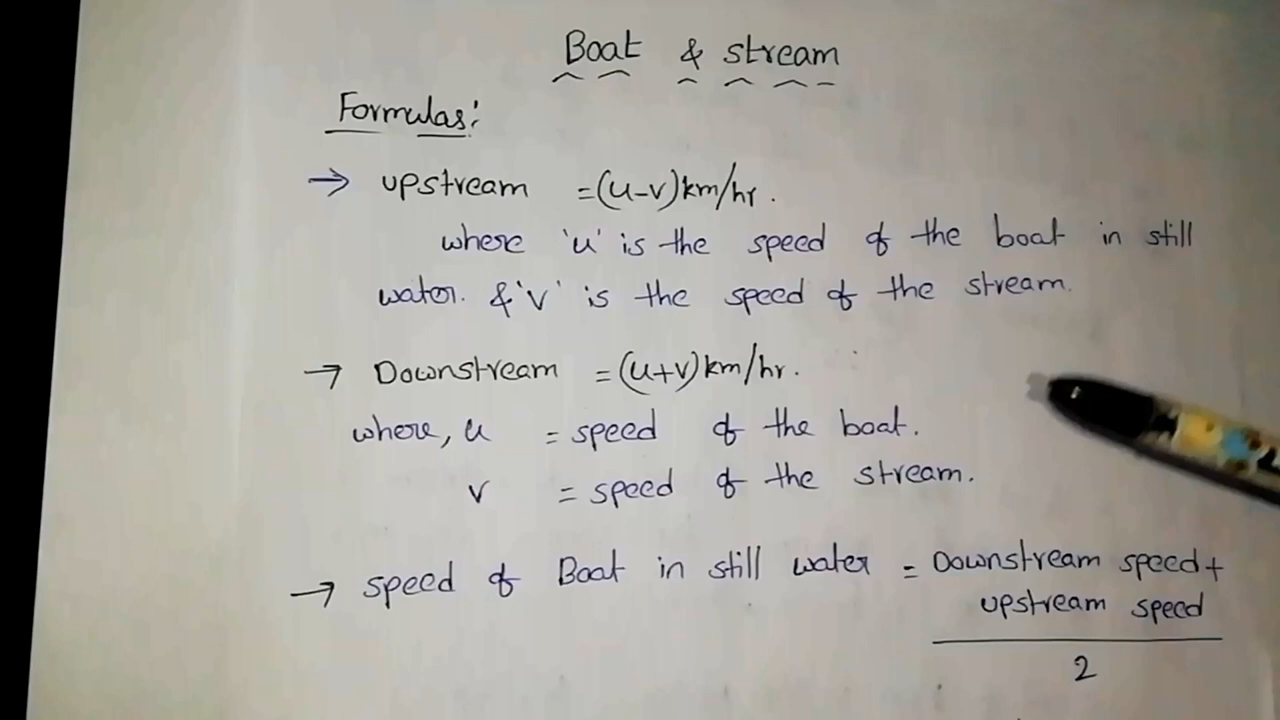 Boat & stream
Formulas:
→ upstream = (u-v)km/hr.
where 'u' is the speed of the boat in still
water. & 'v' is the speed of the stream.
→ Downstream = (u+v)km/hr.
where, u = speed of the boat.
v = speed of the stream.
→ speed of Boat in still water = Downstream speed +
upstream speed
2